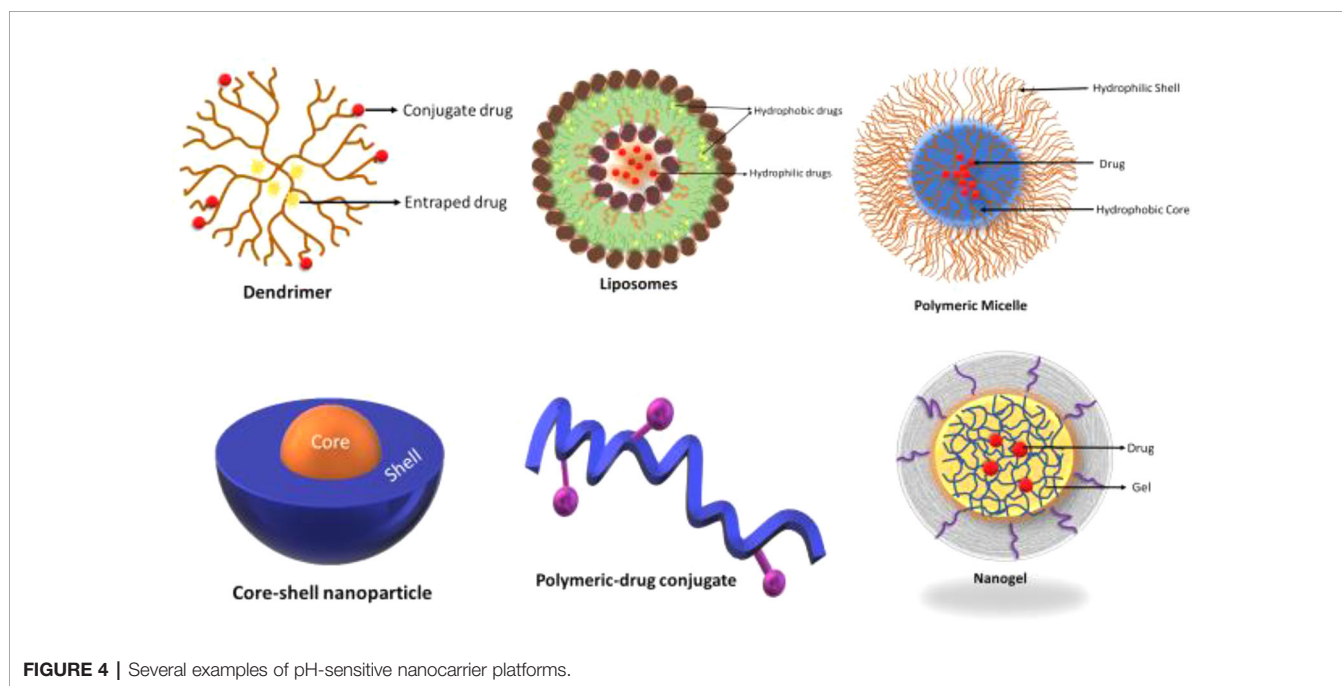 Conjugate drug
Entraped drug
Dendrimer
Hydrophobic drugs
Hydrophilic drugs
Liposomes
Hydrophilic Shell
Drug
Hydrophobic Core
Polymeric Micelle
Core
Shell
Core-shell nanoparticle
Polymeric-drug conjugate
Drug
Gel
Nanogel
FIGURE 4 | Several examples of pH-sensitive nanocarrier platforms.